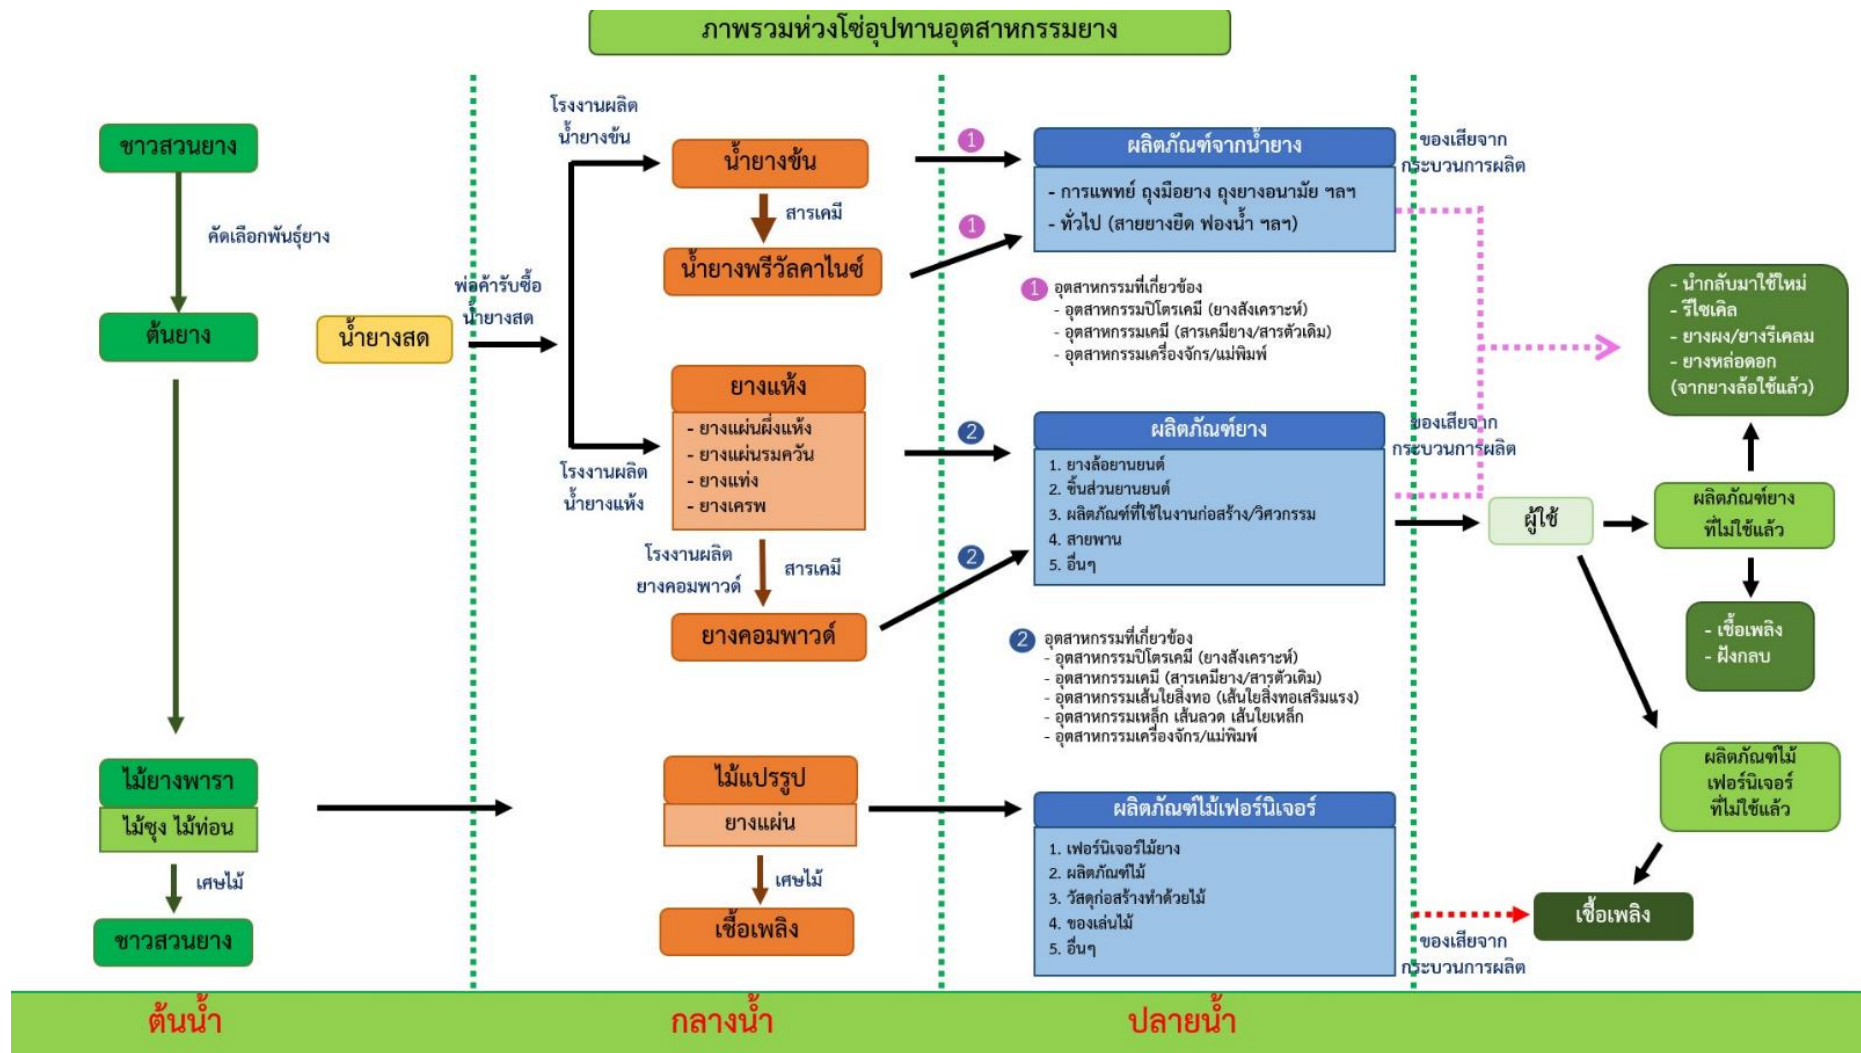 ภาพรวมห่วงโซ่อุปทานอุตสาหกรรมยาง
ชาวสวนยาง
คัดเลือกพันธุ์ยาง
ต้นยาง
น้ำยางสด
ไม้ยางพารา
ไม้ซุง ไม้ท่อน
เศษไม้
ชาวสวนยาง
พ่อค้ารับซื้อ
น้ำยางสด
โรงงานผลิต
น้ำยางข้น
น้ำยางข้น
สารเคมี
น้ำยางพรีวัลคาไนซ์
ยางแห้ง
- ยางแผ่นผึ่งแห้ง
- ยางแผ่นรมควัน
- ยางแท่ง
- ยางเครพ
โรงงานผลิต
น้ำยางแห้ง
โรงงานผลิต
ยางคอมพาวด์
สารเคมี
ยางคอมพาวด์
ไม้แปรรูป
ยางแผ่น
เศษไม้
เชื้อเพลิง
1
1
ผลิตภัณฑ์จากน้ำยาง
- การแพทย์ ถุงมือยาง ถุงยางอนามัย ฯลฯ
- ทั่วไป (สายยางยืด ฟองน้ำ ฯลฯ)
1 อุตสาหกรรมที่เกี่ยวข้อง
- อุตสาหกรรมปิโตรเคมี (ยางสังเคราะห์)
- อุตสาหกรรมเคมี (สารเคมียาง/สารตัวเติม)
- อุตสาหกรรมเครื่องจักร/แม่พิมพ์
2
2
ผลิตภัณฑ์ยาง
1. ยางล้อยานยนต์
2. ชิ้นส่วนยานยนต์
3. ผลิตภัณฑ์ที่ใช้ในงานก่อสร้าง/วิศวกรรม
4. สายพาน
5. อื่นๆ
2 อุตสาหกรรมที่เกี่ยวข้อง
- อุตสาหกรรมปิโตรเคมี (ยางสังเคราะห์)
- อุตสาหกรรมเคมี (สารเคมียาง/สารตัวเติม)
- อุตสาหกรรมเส้นใยสิ่งทอ (เส้นใยสิ่งทอเสริมแรง)
- อุตสาหกรรมเหล็ก เส้นลวด เส้นใยเหล็ก
- อุตสาหกรรมเครื่องจักร/แม่พิมพ์
ผลิตภัณฑ์ไม้เฟอร์นิเจอร์
1. เฟอร์นิเจอร์ไม้ยาง
2. ผลิตภัณฑ์ไม้
3. วัสดุก่อสร้างทำด้วยไม้
4. ของเล่นไม้
5. อื่นๆ
ของเสียจาก
กระบวนการผลิต
ของเสียจาก
กระบวนการผลิต
ผู้ใช้
- นำกลับมาใช้ใหม่
- รีไซเคิล
- ยางผง/ยางรีเคลม
- ยางหล่อดอก
(จากยางล้อใช้แล้ว)
ผลิตภัณฑ์ยาง
ที่ไม่ใช้แล้ว
- เชื้อเพลิง
- ฝังกลบ
ผลิตภัณฑ์ไม้
เฟอร์นิเจอร์
ที่ไม่ใช้แล้ว
เชื้อเพลิง
ของเสียจาก
กระบวนการผลิต
ต้นน้ำ
กลางน้ำ
ปลายน้ำ